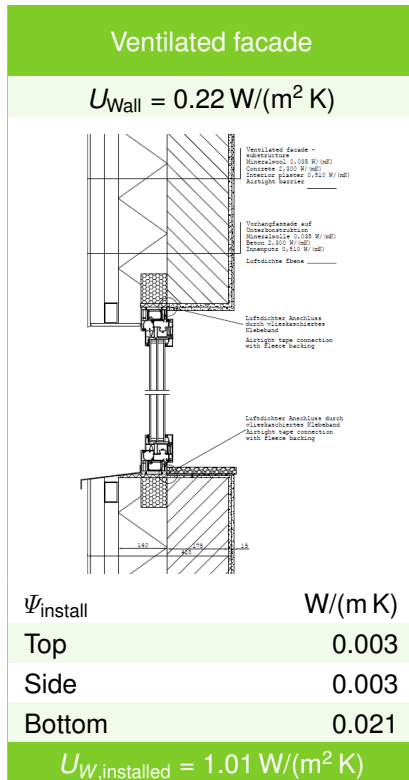 Ventilated facade
U_Wall = 0.22 W/(m² K)
Ventilated facade -
substructure
Mineralwool 0,035 W/(mK)
Concrete 2,300 W/(mK)
Interior plaster 0,510 W/(mK)
Airtight barrier
Vorhangfassade auf
Unterkonstruktion
Mineralwolle 0,035 W/(mK)
Beton 2,300 W/(mK)
Innenputz 0,510 W/(mK)
Luftdichte Ebene
Luftdichter Anschluss
durch vlieskaschiertes
Klebeband
Airtight tape connection
with fleece backing
Luftdichter Anschluss durch
vlieskaschiertes Klebeband
Airtight tape connection
with fleece backing
140 175 15
410
Ψ_install W/(m K)
Top 0.003
Side 0.003
Bottom 0.021
U_W,installed = 1.01 W/(m² K)